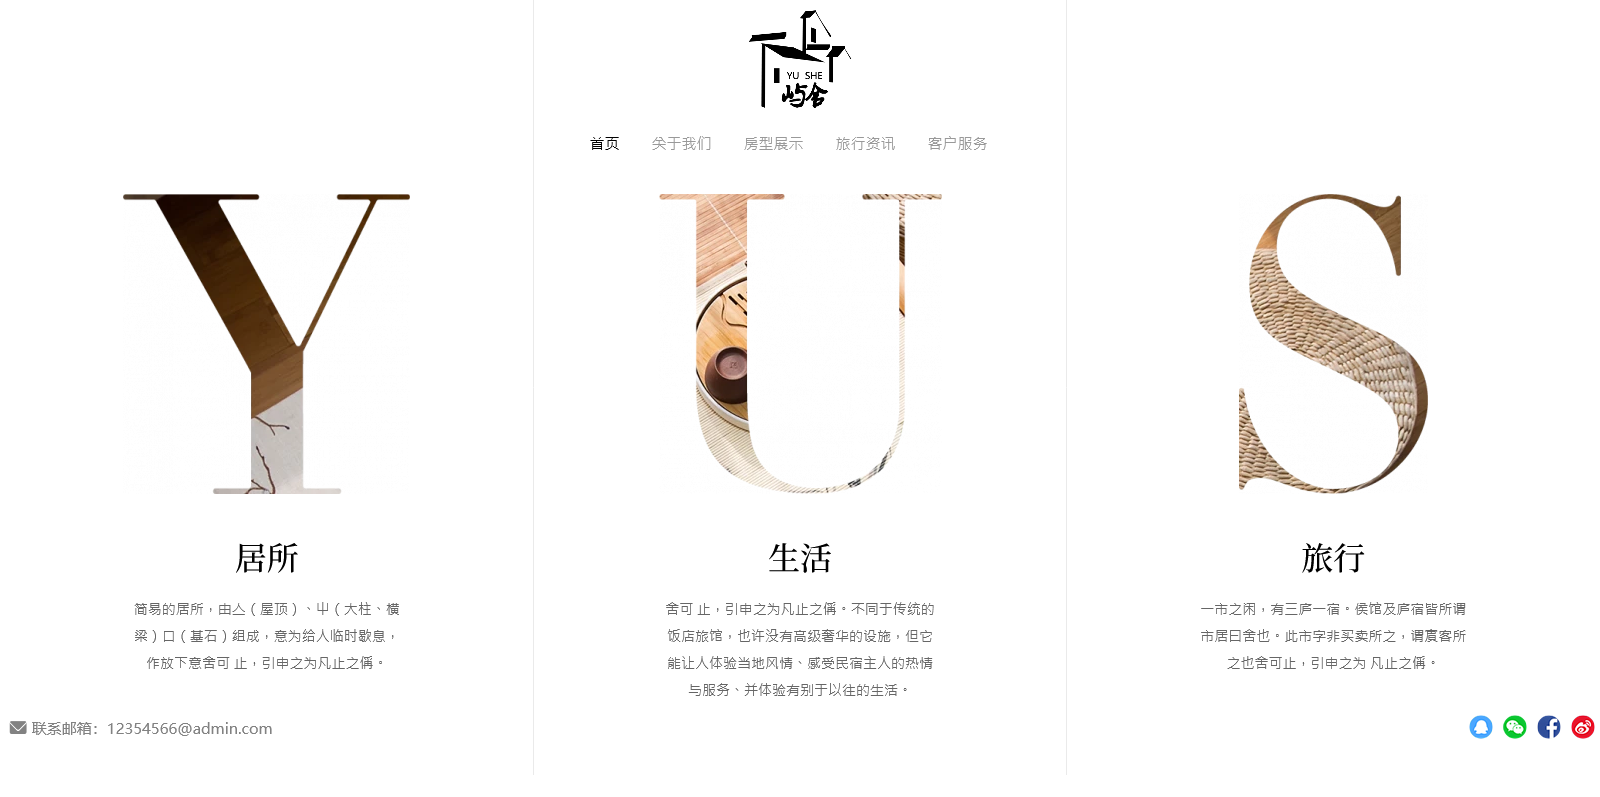 YU SHE
屿舍
首页 关于我们 房型展示 旅行资讯 客户服务
Y U S
居所
简易的居所，由亼（屋顶）、屮（大柱、横
梁）口（基石）组成，意为给人临时歇息，
作放下意舍可 止，引申之为凡止之偁。
生活
舍可 止，引申之为凡止之偁。不同于传统的
饭店旅馆，也许没有高级奢华的设施，但它
能让人体验当地风情、感受民宿主人的热情
与服务、并体验有别于以往的生活。
旅行
一市之闲，有三庐一宿。侯馆及庐宿皆所谓
市居曰舍也。此市字非买卖所之，谓賔客所
之也舍可止，引申之为 凡止之偁。
联系邮箱：12354566@admin.com